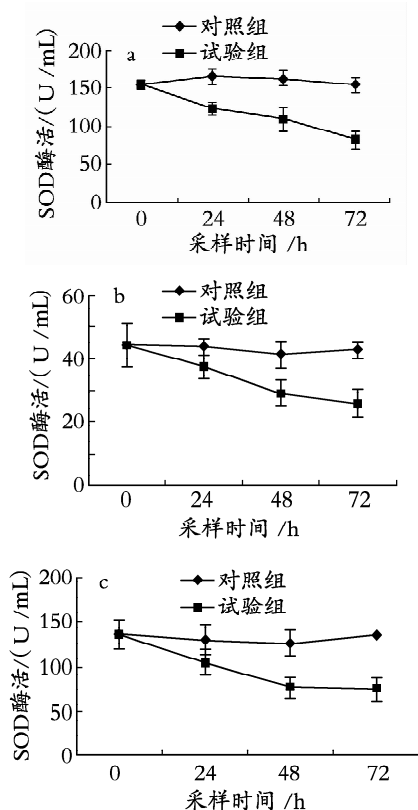 a
对照组
试验组
SOD酶活/(U/mL)
200
150
100
50
0
0 24 48 72
采样时间/h
b
对照组
试验组
SOD酶活/(U/mL)
60
40
20
0
0 24 48 72
采样时间/h
c
对照组
试验组
SOD酶活/(U/mL)
200
150
100
50
0
0 24 48 72
采样时间/h